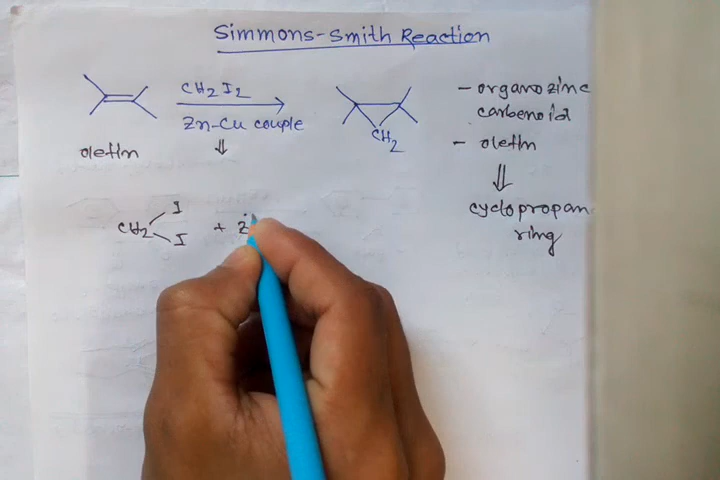 Simmons-Smith Reaction
CH2I2
Zn-Cu couple
⇓
olefin
CH2
- organozinc
carbenoid
- olefin
⇓
cyclopropan
ring
I
CH2 + Z
I